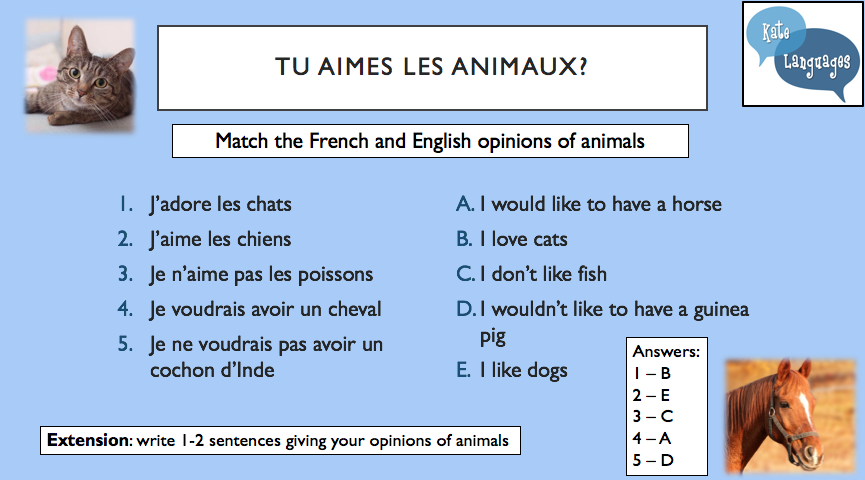 Kate
Languages
TU AIMES LES ANIMAUX?
Match the French and English opinions of animals
1. J'adore les chats
2. J'aime les chiens
3. Je n'aime pas les poissons
4. Je voudrais avoir un cheval
5. Je ne voudrais pas avoir un
cochon d'Inde
A. I would like to have a horse
B. I love cats
C. I don't like fish
D. I wouldn't like to have a guinea
pig
E. I like dogs
Answers:
1 – B
2 – E
3 – C
4 – A
5 – D
Extension: write 1-2 sentences giving your opinions of animals